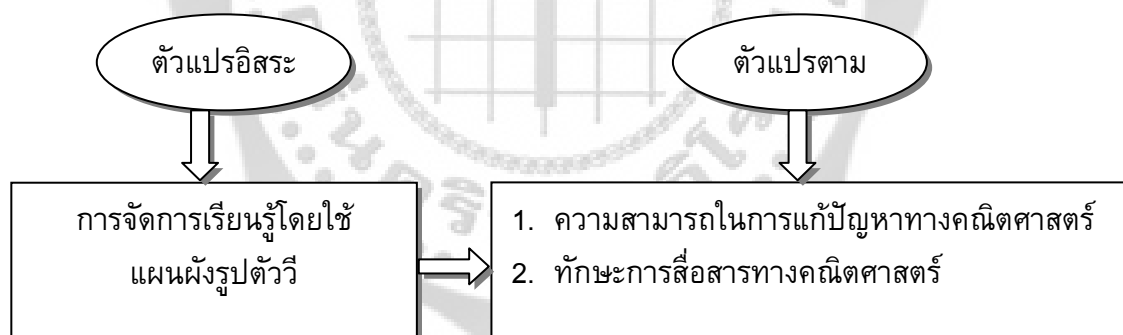 ตัวแปรอิสระ
ตัวแปรตาม
การจัดการเรียนรู้โดยใช้
แผนผังรูปตัววี
1. ความสามารถในการแก้ปัญหาทางคณิตศาสตร์
2. ทักษะการสื่อสารทางคณิตศาสตร์